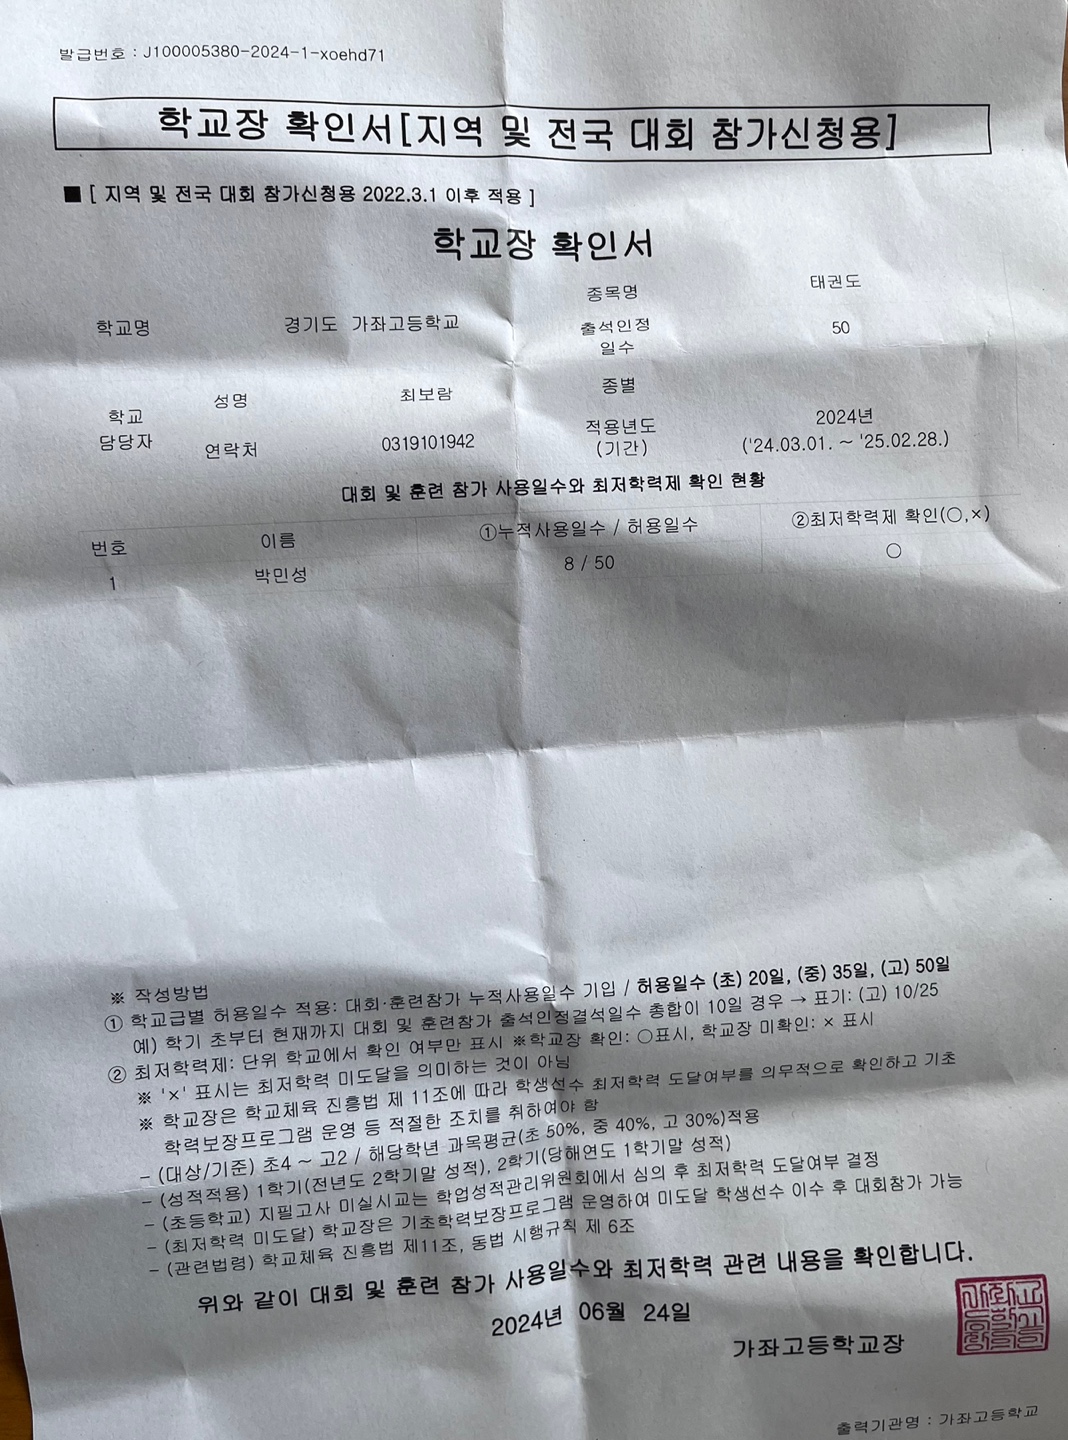 발급번호 : J100005380-2024-1-xoehd71
학교장 확인서[지역 및 전국 대회 참가신청용]
■ [ 지역 및 전국 대회 참가신청용 2022.3.1 이후 적용 ]
학교장 확인서
학교명 경기도 가좌고등학교 종목명 태권도
출석인정 일수 50
학교 담당자 성명 최보람 종별
연락처 0319101942 적용년도 (기간) 2024년 ('24.03.01. ~ '25.02.28.)
대회 및 훈련 참가 사용일수와 최저학력제 확인 현황
번호 이름 ①누적사용일수 / 허용일수 ②최저학력제 확인(○,×)
1 박민성 8 / 50 ○
※ 작성방법
① 학교급별 허용일수 적용: 대회·훈련참가 누적사용일수 기입 / 허용일수 (초) 20일, (중) 35일, (고) 50일
예) 학기 초부터 현재까지 대회 및 훈련참가 출석인정결석일수 총합이 10일 경우 → 표기: (고) 10/25
② 최저학력제: 단위 학교에서 확인 여부만 표시 ※학교장 확인: ○표시, 학교장 미확인: × 표시
※ '×' 표시는 최저학력 미도달을 의미하는 것이 아님
※ 학교장은 학교체육 진흥법 제 11조에 따라 학생선수 최저학력 도달여부를 의무적으로 확인하고 기초
학력보장프로그램 운영 등 적절한 조치를 취하여야 함
- (대상/기준) 초4 ~ 고2 / 해당학년 과목평균(초 50%, 중 40%, 고 30%)적용
- (성적적용) 1학기(전년도 2학기말 성적), 2학기(당해연도 1학기말 성적)
- (초등학교) 지필고사 미실시교는 학업성적관리위원회에서 심의 후 최저학력 도달여부 결정
- (최저학력 미도달) 학교장은 기초학력보장프로그램 운영하여 미도달 학생선수 이수 후 대회참가 가능
- (관련법령) 학교체육 진흥법 제11조, 동법 시행규칙 제 6조
위와 같이 대회 및 훈련 참가 사용일수와 최저학력 관련 내용을 확인합니다.
2024년 06월 24일
가좌고등학교장
출력기관명 : 가좌고등학교